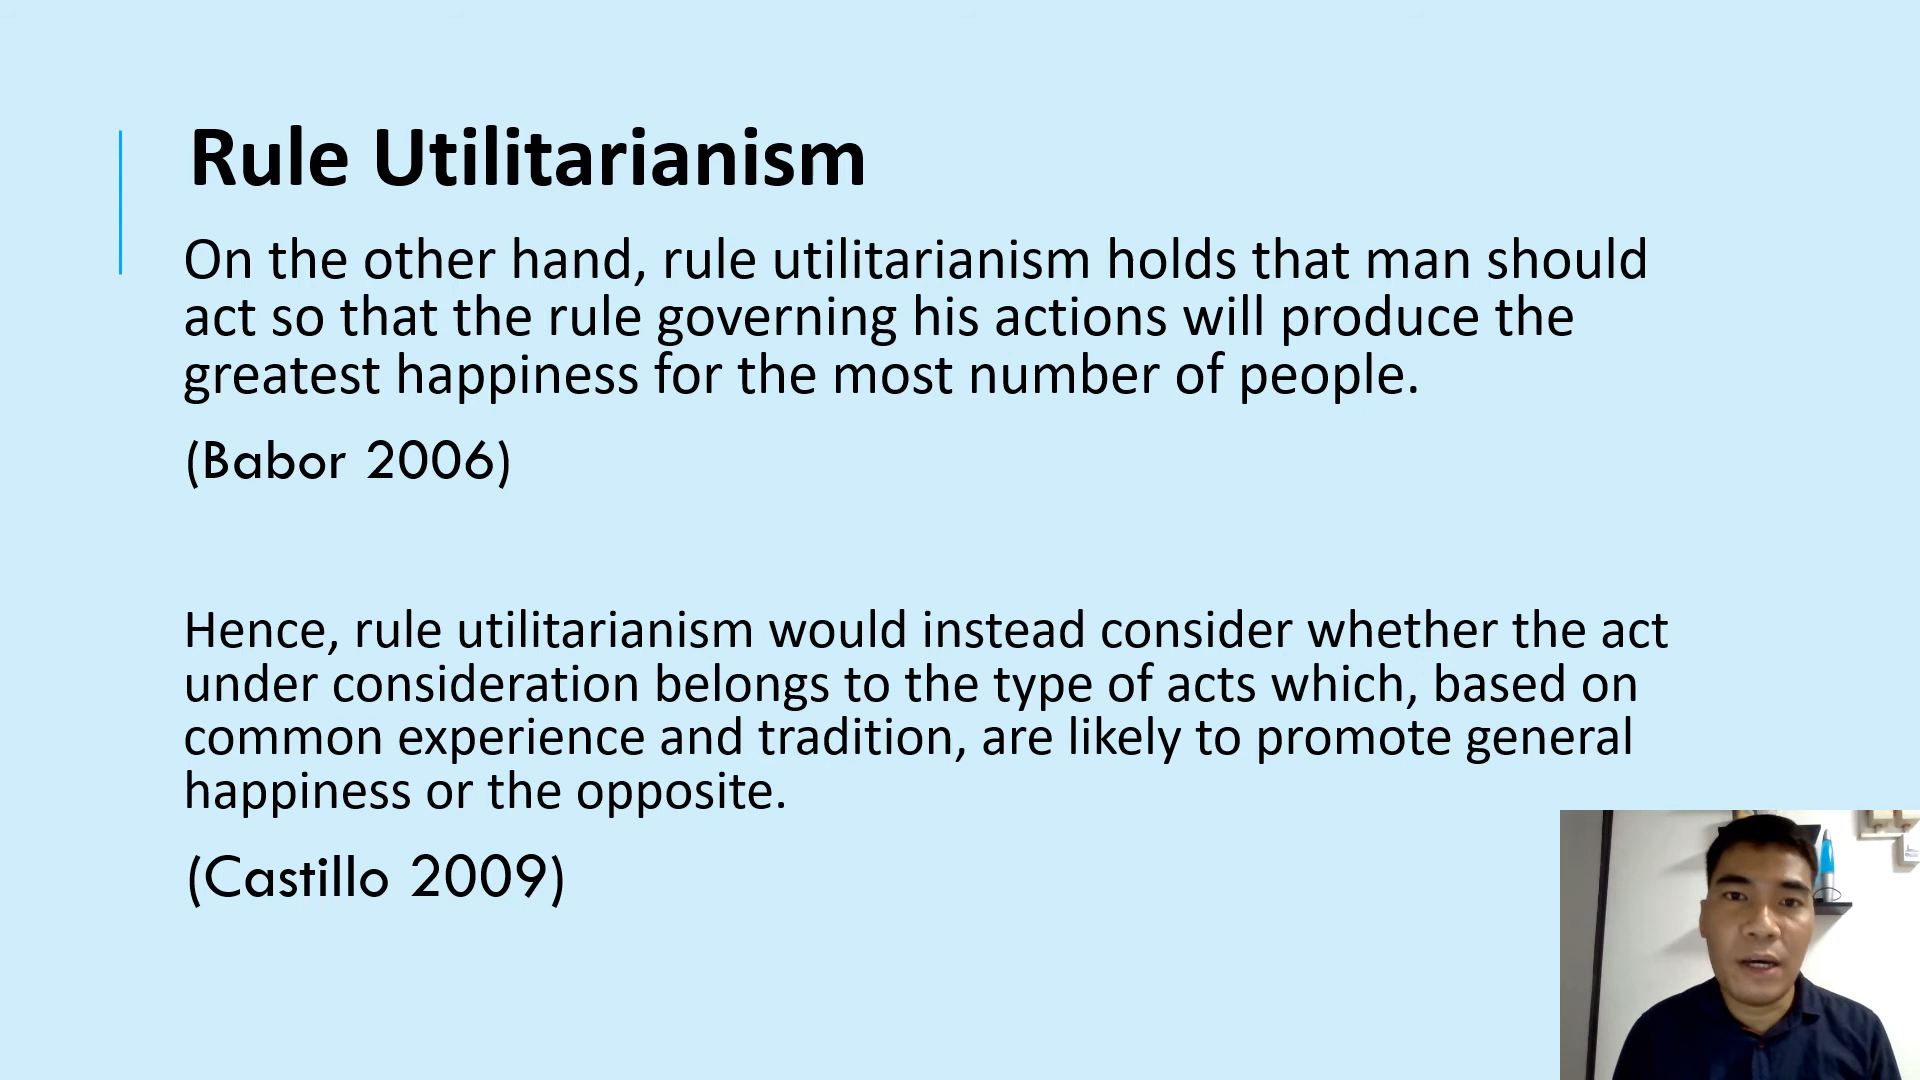 Rule Utilitarianism
On the other hand, rule utilitarianism holds that man should
act so that the rule governing his actions will produce the
greatest happiness for the most number of people.
(Babor 2006)
Hence, rule utilitarianism would instead consider whether the act
under consideration belongs to the type of acts which, based on
common experience and tradition, are likely to promote general
happiness or the opposite.
(Castillo 2009)